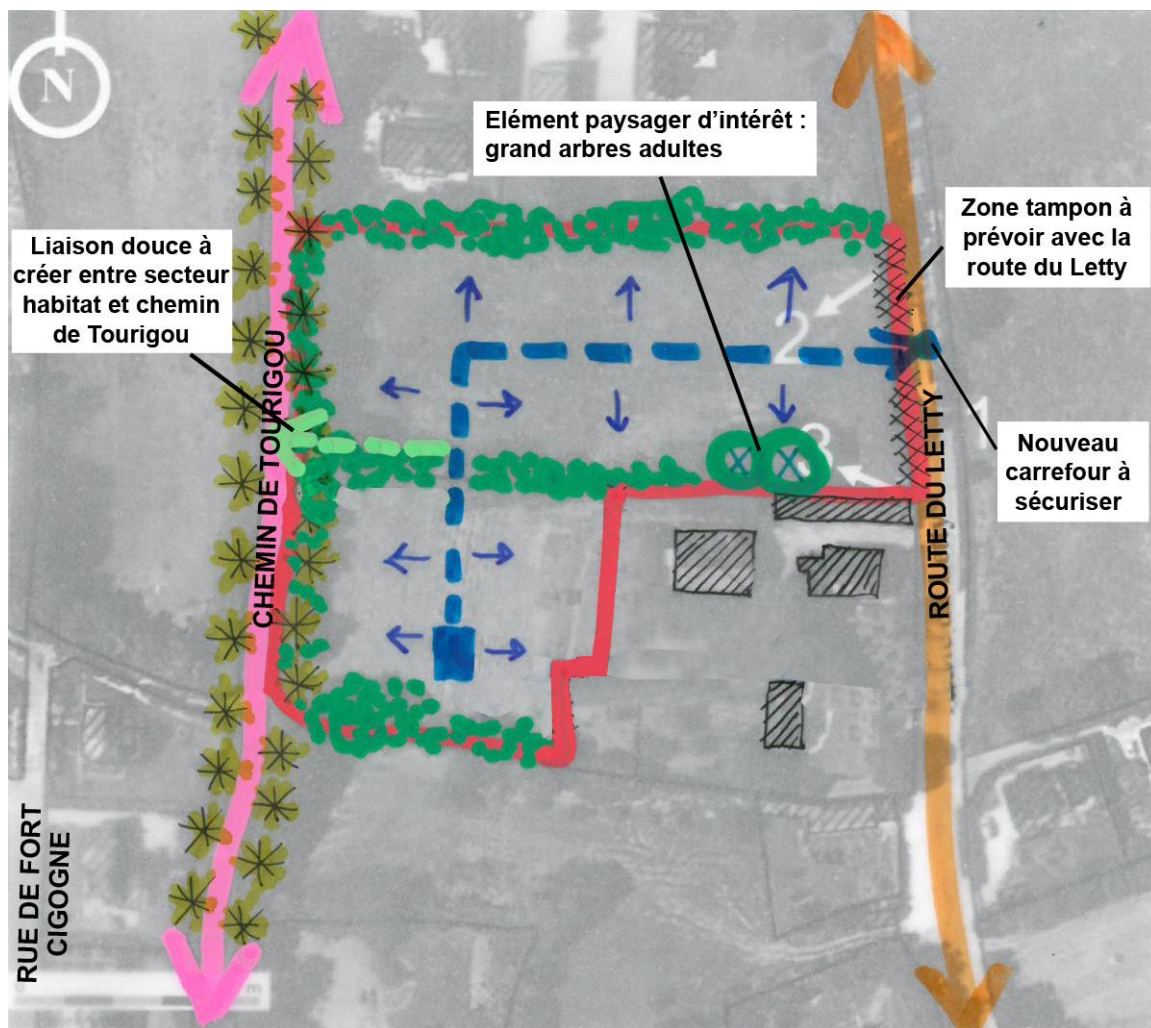 N
Elément paysager d'intérêt :
grand arbres adultes
Zone tampon à
prévoir avec la
route du Letty
Liaison douce à
créer entre secteur
habitat et chemin
de Tourigou
2
3
1
Nouveau
carrefour à
sécuriser
CHEMIN DE TOURIGOU
ROUTE DU LETTY
RUE DE FORT
CIGOGNE
m